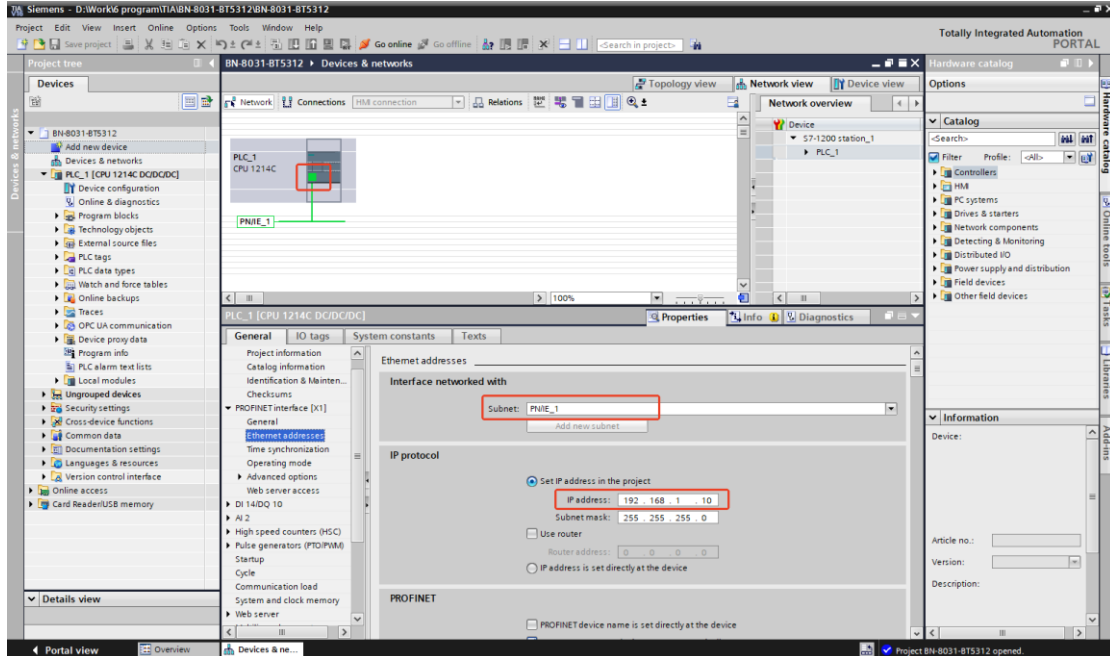 Siemens - D:\Work\6 program\TIA\BN-8031-BT5312\BN-8031-BT5312
Project Edit View Insert Online Options Tools Window Help
Totally Integrated Automation
PORTAL
Save project
Go online
Go offline
<Search in project>
Project tree
BN-8031-BT5312 ▸ Devices & networks
Hardware catalog
Devices
Topology view
Network view
Device view
Options
Network
Connections
HMI connection
Relations
Network overview
Device
S7-1200 station_1
PLC_1
PLC_1
CPU 1214C
PN/IE_1
100%
Devices & networks
BN-8031-BT5312
Add new device
Devices & networks
PLC_1 [CPU 1214C DC/DC/DC]
Device configuration
Online & diagnostics
Program blocks
Technology objects
External source files
PLC tags
PLC data types
Watch and force tables
Online backups
Traces
OPC UA communication
Device proxy data
Program info
PLC alarm text lists
Local modules
Ungrouped devices
Security settings
Cross-device functions
Common data
Documentation settings
Languages & resources
Version control interface
Online access
Card Reader/USB memory
Details view
PLC_1 [CPU 1214C DC/DC/DC]
Properties
Info
Diagnostics
General
IO tags
System constants
Texts
Project information
Catalog information
Identification & Mainten...
Checksums
PROFINET interface [X1]
General
Ethernet addresses
Time synchronization
Operating mode
Advanced options
Web server access
DI 14/DQ 10
AI 2
High speed counters (HSC)
Pulse generators (PTO/PWM)
Startup
Cycle
Communication load
System and clock memory
Web server
Ethernet addresses
Interface networked with
Subnet: PN/IE_1
Add new subnet
IP protocol
Set IP address in the project
IP address: 192 . 168 . 1 . 10
Subnet mask: 255 . 255 . 255 . 0
Use router
Router address: 0 . 0 . 0 . 0
IP address is set directly at the device
PROFINET
PROFINET device name is set directly at the device
Catalog
<Search>
Filter Profile: <All>
Controllers
HMI
PC systems
Drives & starters
Network components
Detecting & Monitoring
Distributed I/O
Power supply and distribution
Field devices
Other field devices
Information
Device:
Article no.:
Version:
Description:
Hardware catalog
Online tools
Tasks
Libraries
Add-ins
Portal view
Overview
Devices & ne...
Project BN-8031-BT5312 opened.